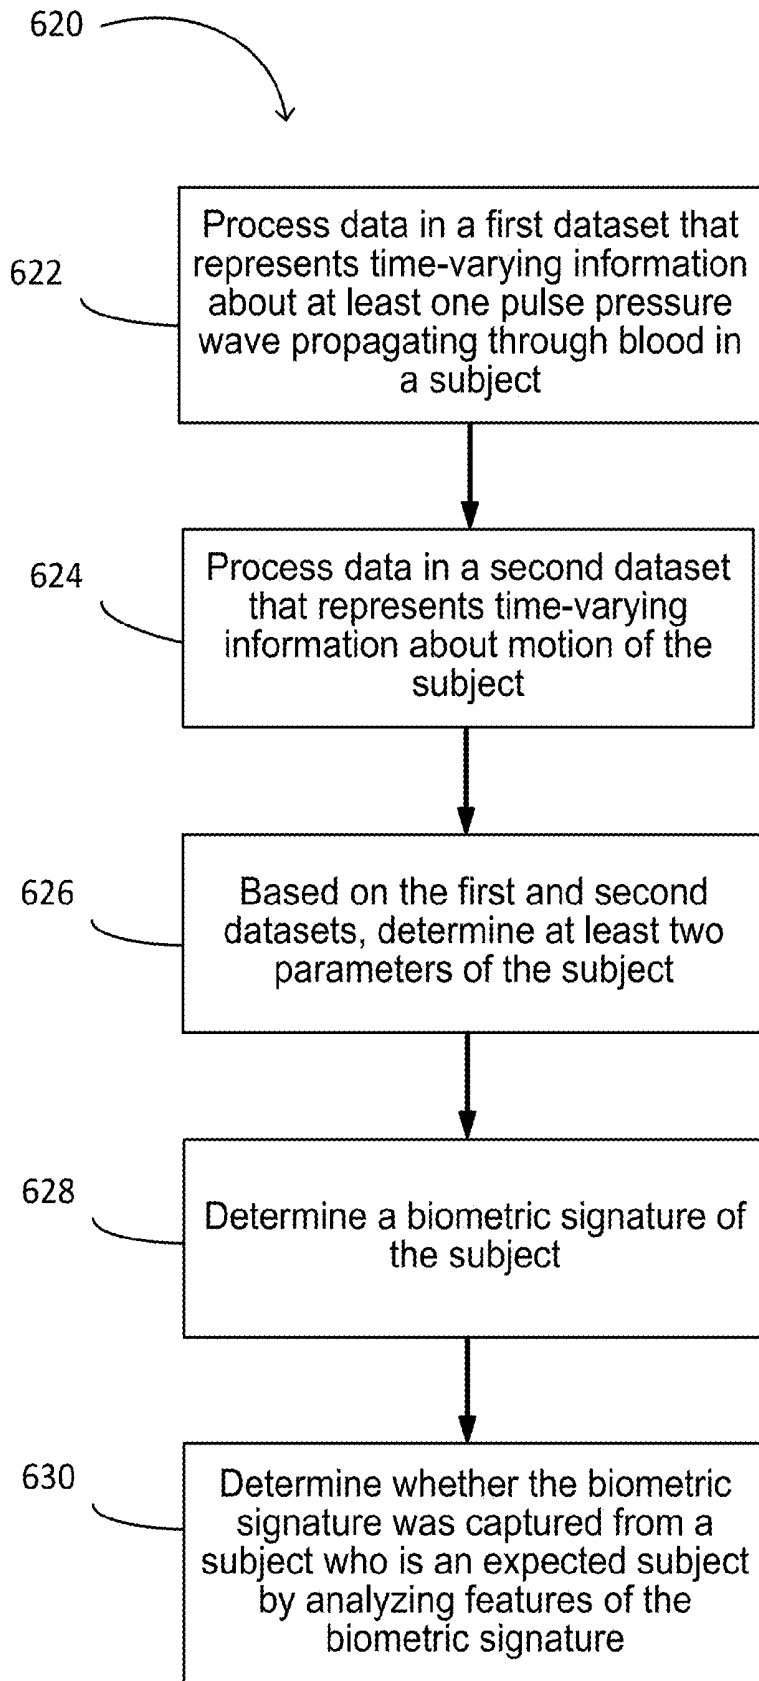 620
622
Process data in a first dataset that
represents time-varying information
about at least one pulse pressure
wave propagating through blood in
a subject
624
Process data in a second dataset
that represents time-varying
information about motion of the
subject
626
Based on the first and second
datasets, determine at least two
parameters of the subject
628
Determine a biometric signature of
the subject
630
Determine whether the biometric
signature was captured from a
subject who is an expected subject
by analyzing features of the
biometric signature